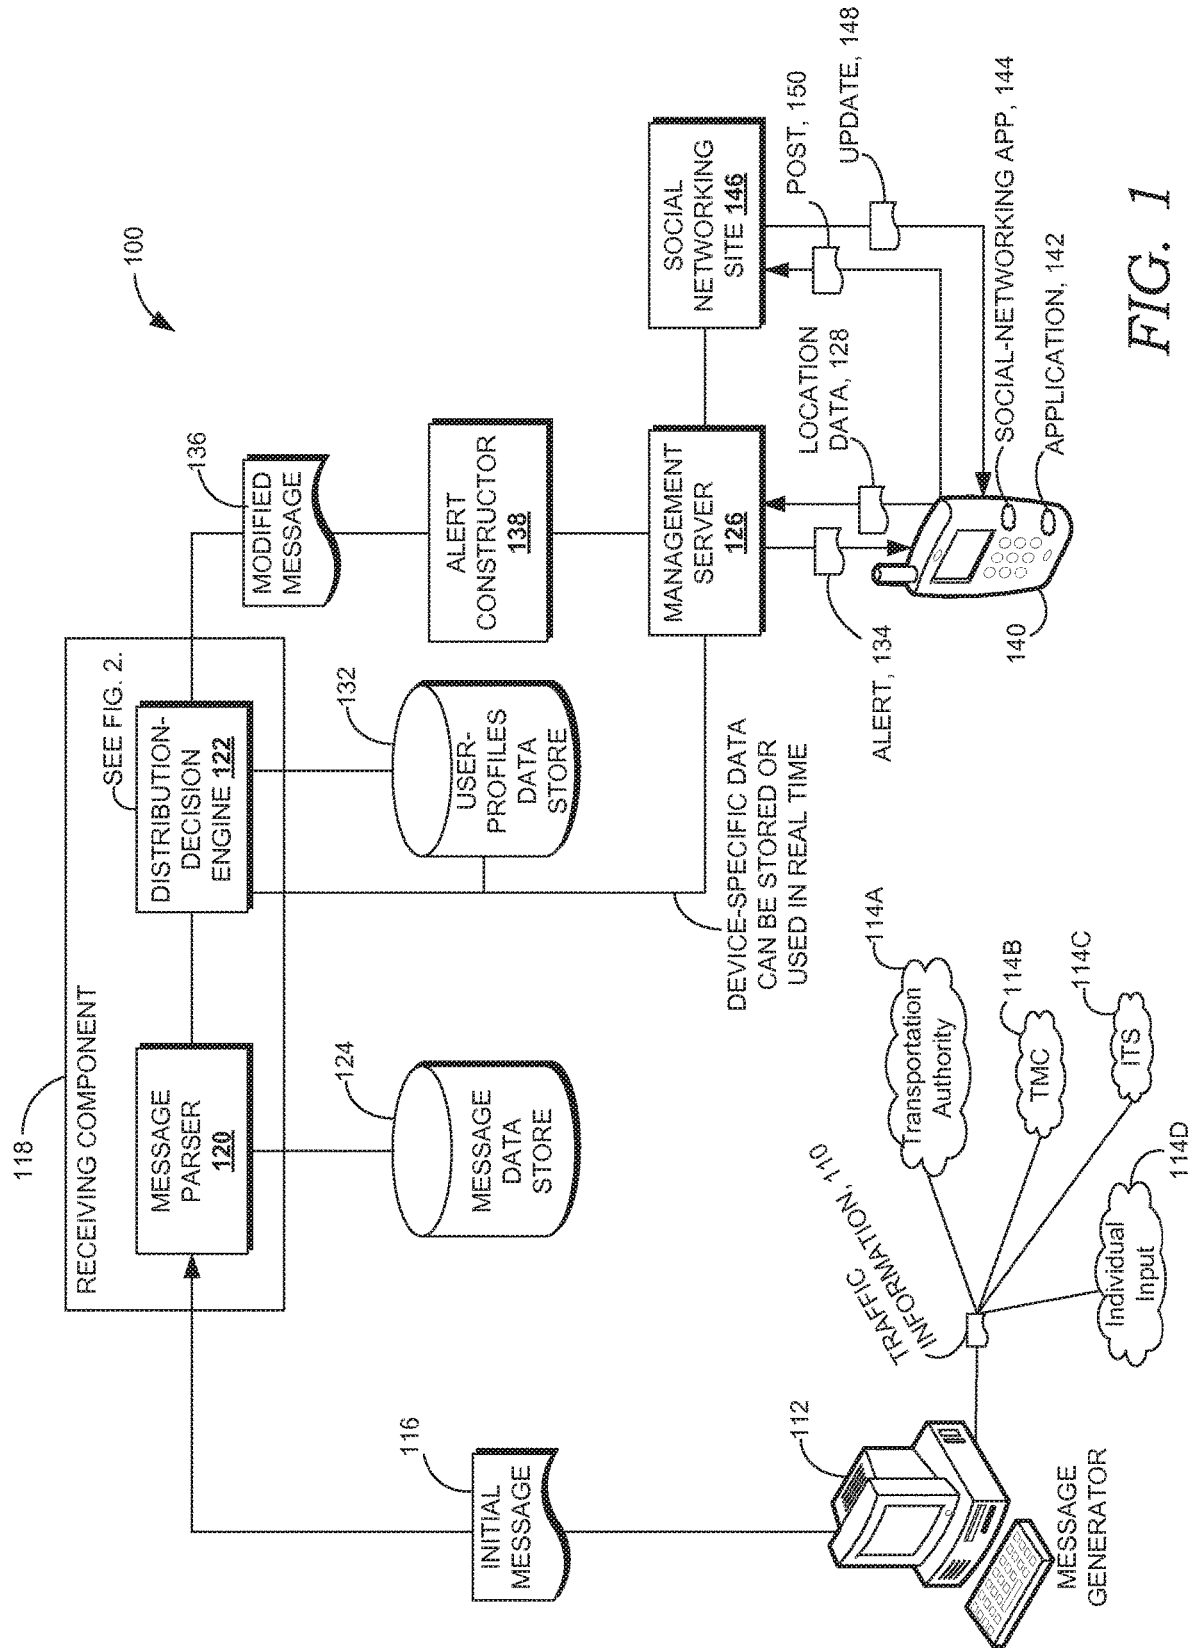 100
118
RECEIVING COMPONENT
MESSAGE
PARSER
120
SEE FIG. 2.
DISTRIBUTION-
DECISION
ENGINE 122
136
MODIFIED
MESSAGE
116
INITIAL
MESSAGE
124
MESSAGE
DATA
STORE
132
USER-
PROFILES
DATA
STORE
ALERT
CONSTRUCTOR
138
MANAGEMENT
SERVER
126
SOCIAL
NETWORKING
SITE 146
DEVICE-SPECIFIC DATA
CAN BE STORED OR
USED IN REAL TIME
LOCATION
DATA, 128
POST, 150
UPDATE, 148
ALERT, 134
140
SOCIAL-NETWORKING APP, 144
APPLICATION, 142
112
MESSAGE
GENERATOR
TRAFFIC
INFORMATION, 110
114A
Transportation
Authority
114B
TMC
114C
ITS
114D
Individual
Input
FIG. 1